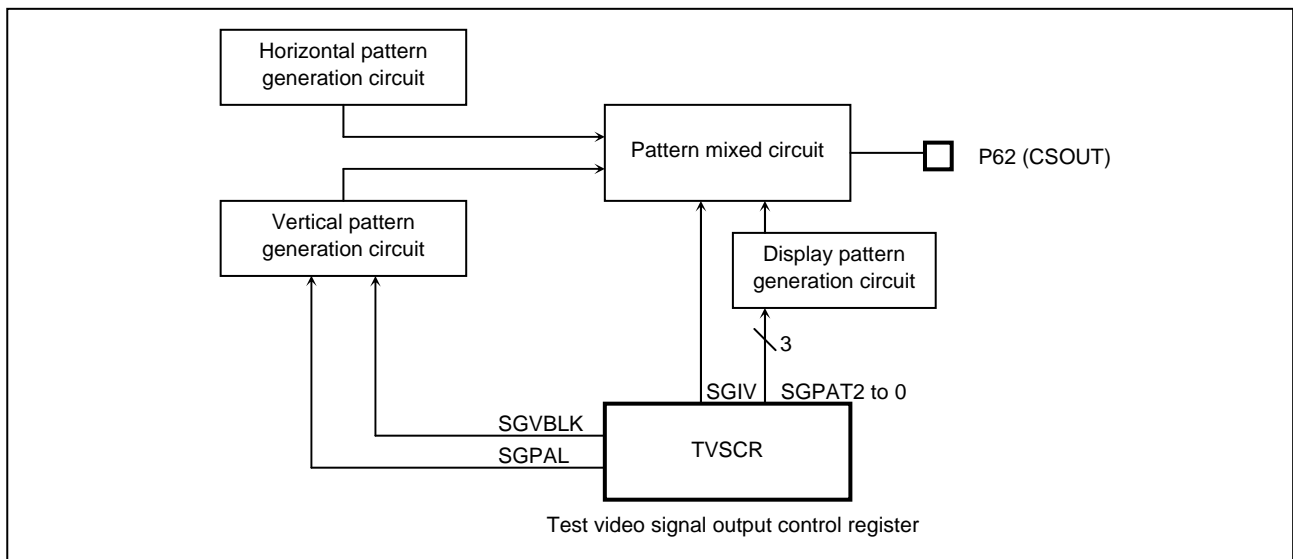 Horizontal pattern
generation circuit
Pattern mixed circuit
P62 (CSOUT)
Vertical pattern
generation circuit
Display pattern
generation circuit
3
SGIV
SGPAT2 to 0
SGVBLK
TVSCR
SGPAL
Test video signal output control register